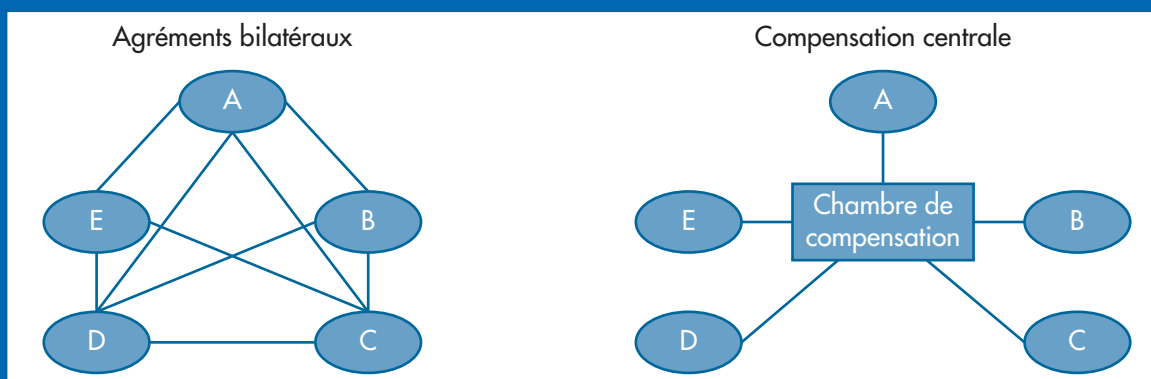 Agréments bilatéraux
A
E
B
D
C
Compensation centrale
A
E
Chambre de
compensation
B
D
C